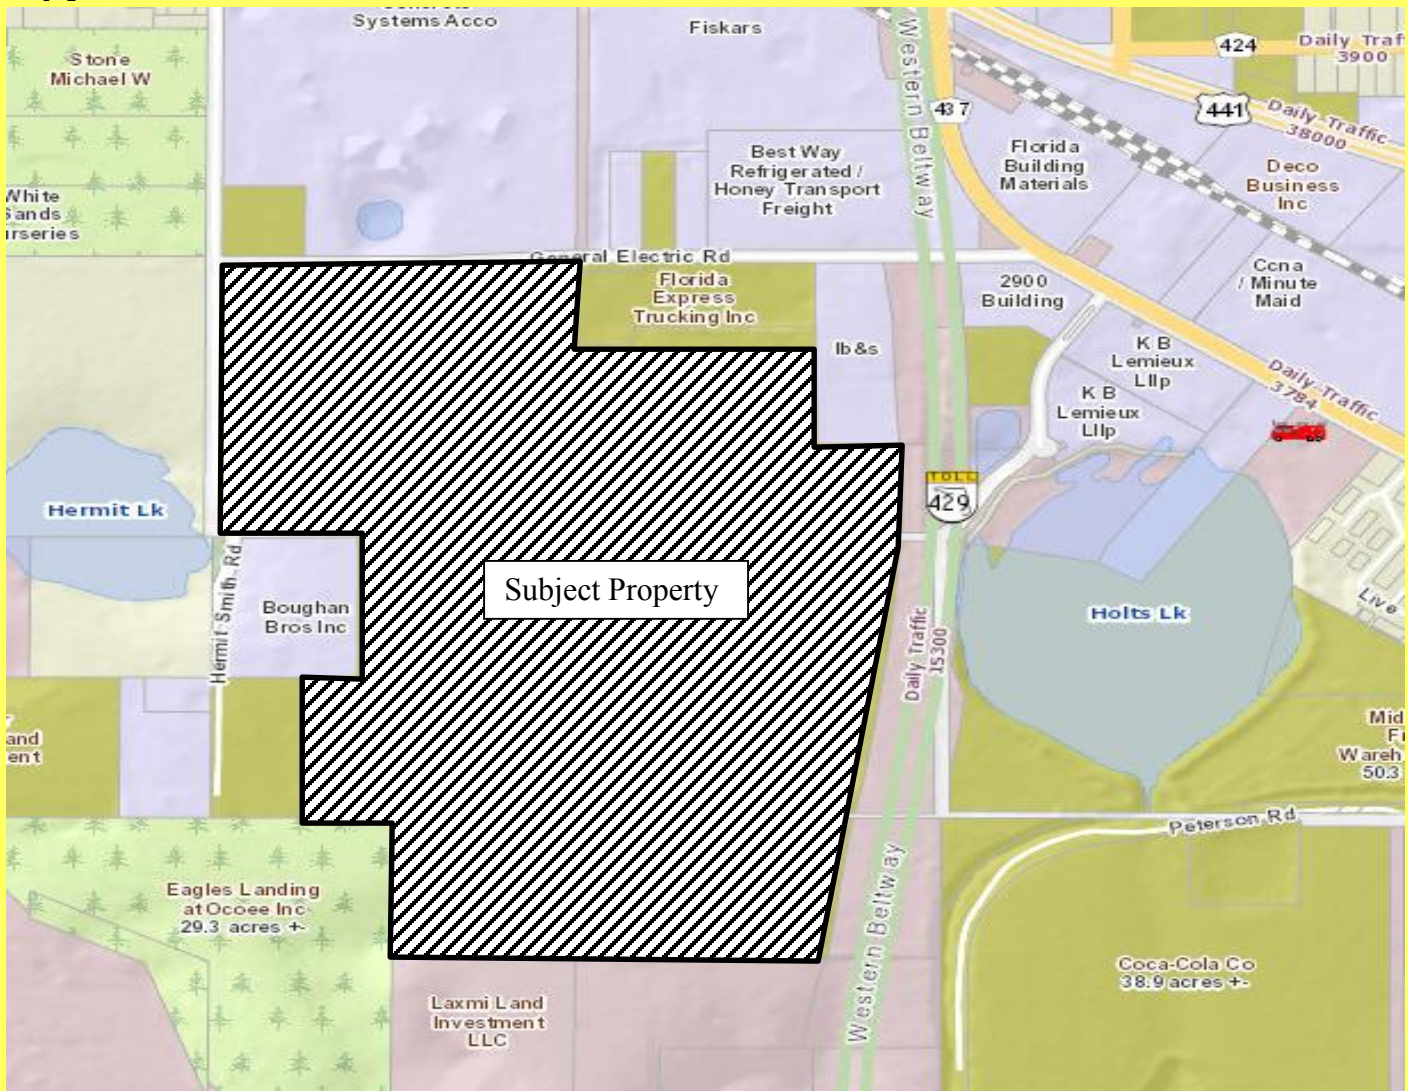 Systems Acco
Fiskars
Stone
Michael W
Western Beltway
424
Daily Traf
3900
437
441
Daily Traffic
38000
Best Way
Refrigerated /
Honey Transport
Freight
Florida
Building
Materials
Deco
Business
Inc
White
Sands
urseries
General Electric Rd
Florida
Express
Trucking Inc
2900
Building
Ccna
/ Minute
Maid
lb&s
K B
Lemieux
Lllp
K B
Lemieux
Lllp
Daily Traffic
3784
TOLL
429
Hermit Lk
Hermit Smith Rd
Boughan
Bros Inc
Subject Property
Daily Traffic
15300
Holts Lk
Live
and
ent
Mid
Wareh
50.3
Peterson Rd
Western Beltway
Eagles Landing
at Ocoee Inc
29.3 acres +-
Laxmi Land
Investment
LLC
Coca-Cola Co
38.9 acres +-